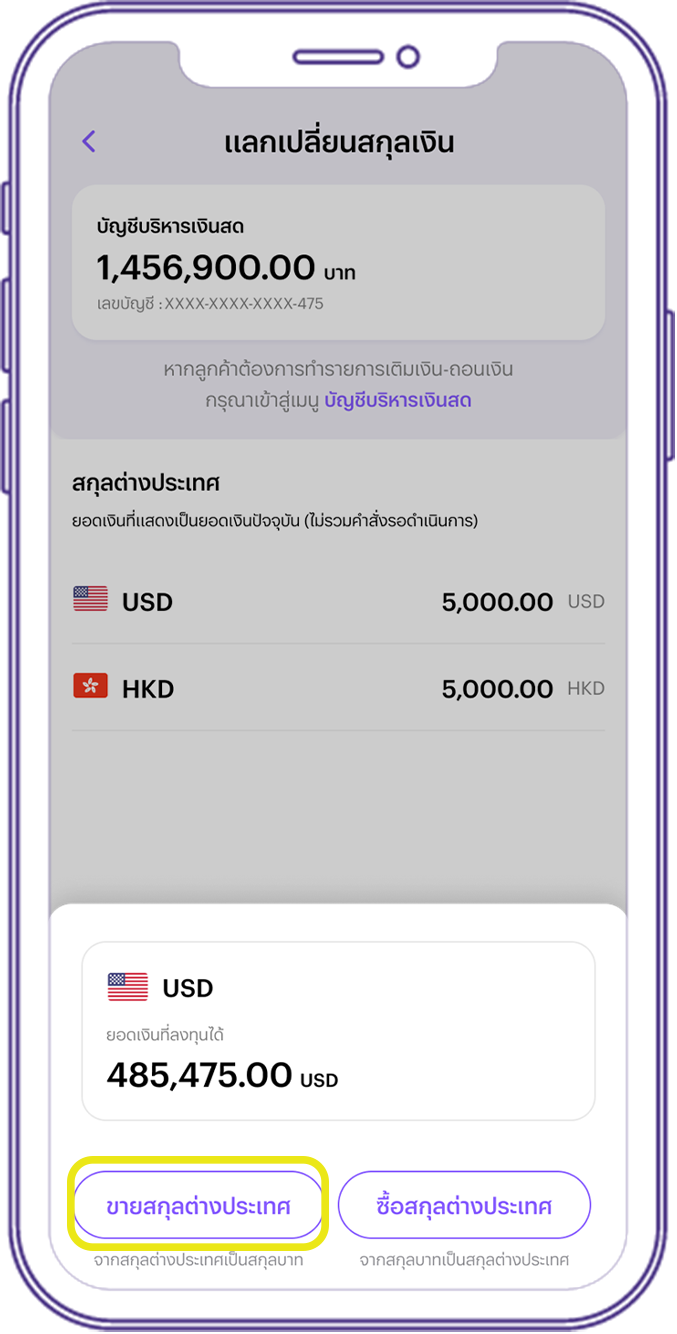 แลกเปลี่ยนสกุลเงิน
บัญชีบริหารเงินสด
1,456,900.00 บาท
เลขบัญชี :XXXX-XXXX-XXXX-475
หากลูกค้าต้องการทำรายการเติมเงิน-ถอนเงิน
กรุณาเข้าสู่เมนู บัญชีบริหารเงินสด
สกุลต่างประเทศ
ยอดเงินที่แสดงเป็นยอดเงินปัจจุบัน (ไม่รวมคำสั่งรอดำเนินการ)
USD 5,000.00 USD
HKD 5,000.00 HKD
USD
ยอดเงินที่ลงทุนได้
485,475.00 USD
ขายสกุลต่างประเทศ ซื้อสกุลต่างประเทศ
จากสกุลต่างประเทศเป็นสกุลบาท จากสกุลบาทเป็นสกุลต่างประเทศ